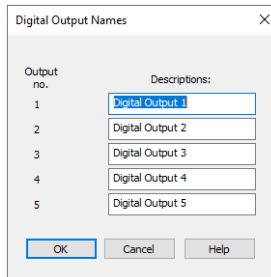 Digital Output Names
Output no.
Descriptions:
1 Digital Output 1
2 Digital Output 2
3 Digital Output 3
4 Digital Output 4
5 Digital Output 5
OK Cancel Help